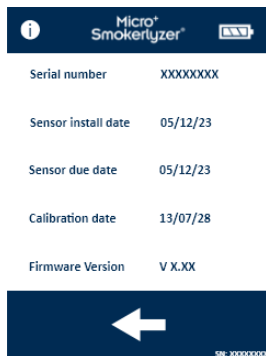 i
Micro+
Smokerlyzer®
Serial number XXXXXXXX
Sensor install date 05/12/23
Sensor due date 05/12/23
Calibration date 13/07/28
Firmware Version V X.XX
SN: XXXXXXXX